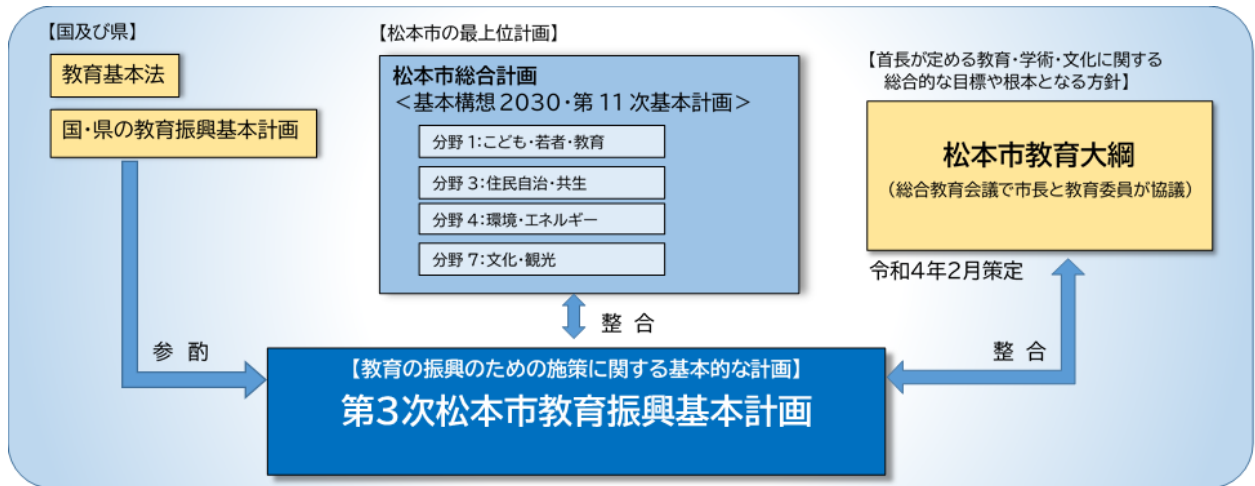 【国及び県】
教育基本法
国・県の教育振興基本計画
参 酌
【松本市の最上位計画】
松本市総合計画
＜基本構想2030・第11次基本計画＞
分野1:こども・若者・教育
分野3:住民自治・共生
分野4:環境・エネルギー
分野7:文化・観光
整 合
【首長が定める教育・学術・文化に関する
総合的な目標や根本となる方針】
松本市教育大綱
（総合教育会議で市長と教育委員が協議）
令和4年2月策定
整 合
【教育の振興のための施策に関する基本的な計画】
第3次松本市教育振興基本計画